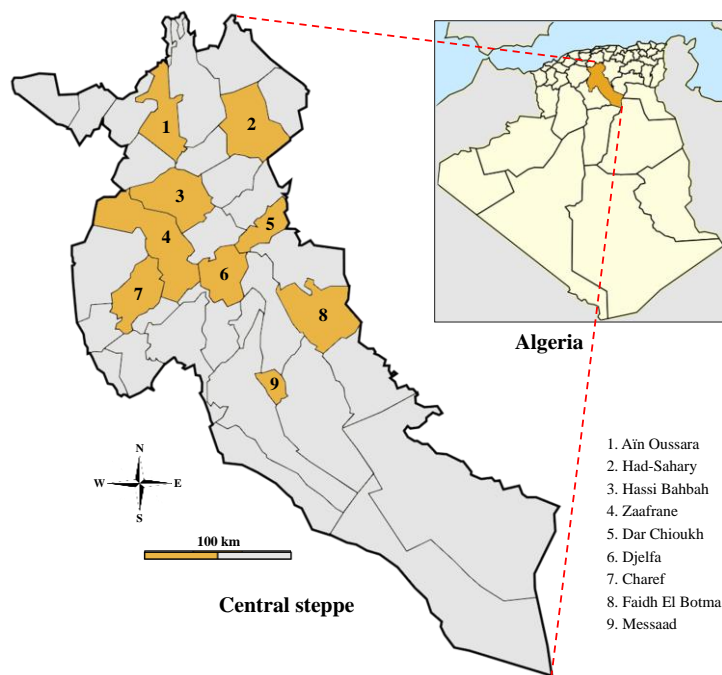 1
2
3
4
5
6
7
8
9
Algeria
N
W E
S
100 km
Central steppe
1. Aïn Oussara
2. Had-Sahary
3. Hassi Bahbah
4. Zaafrane
5. Dar Chioukh
6. Djelfa
7. Charef
8. Faidh El Botma
9. Messaad